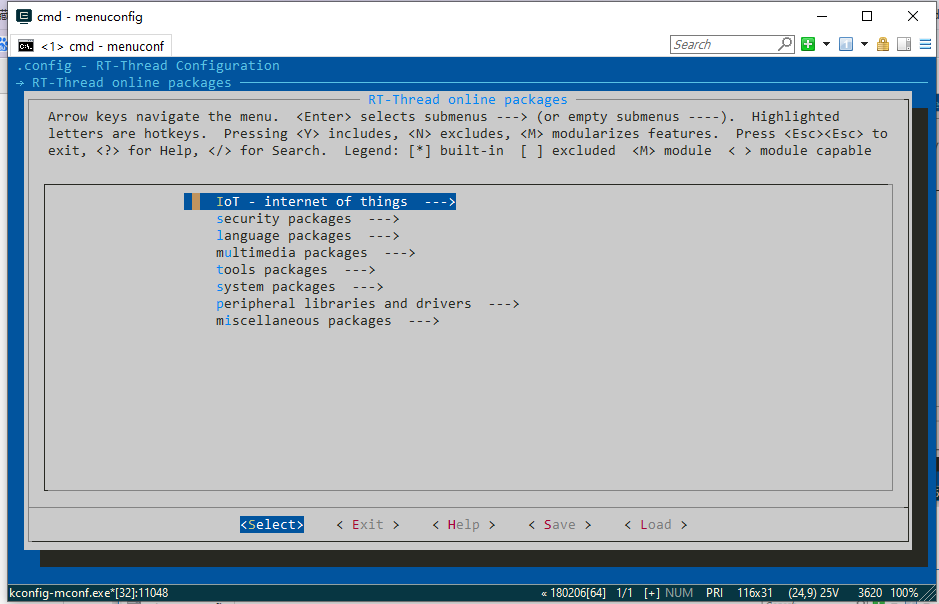 cmd - menuconfig
<1> cmd - menuconf
Search
.config - RT-Thread Configuration
→ RT-Thread online packages
RT-Thread online packages
Arrow keys navigate the menu.  <Enter> selects submenus ---> (or empty submenus ----).  Highlighted
letters are hotkeys.  Pressing <Y> includes, <N> excludes, <M> modularizes features.  Press <Esc><Esc> to
exit, <?> for Help, </> for Search.  Legend: [*] built-in  [ ] excluded  <M> module  < > module capable
IoT - internet of things  --->
security packages  --->
language packages  --->
multimedia packages  --->
tools packages  --->
system packages  --->
peripheral libraries and drivers  --->
miscellaneous packages  --->
<Select>    < Exit >    < Help >    < Save >    < Load >
kconfig-mconf.exe*[32]:11048    « 180206[64]  1/1  [+] NUM  PRI  116x31  (24,9) 25V  3620  100%